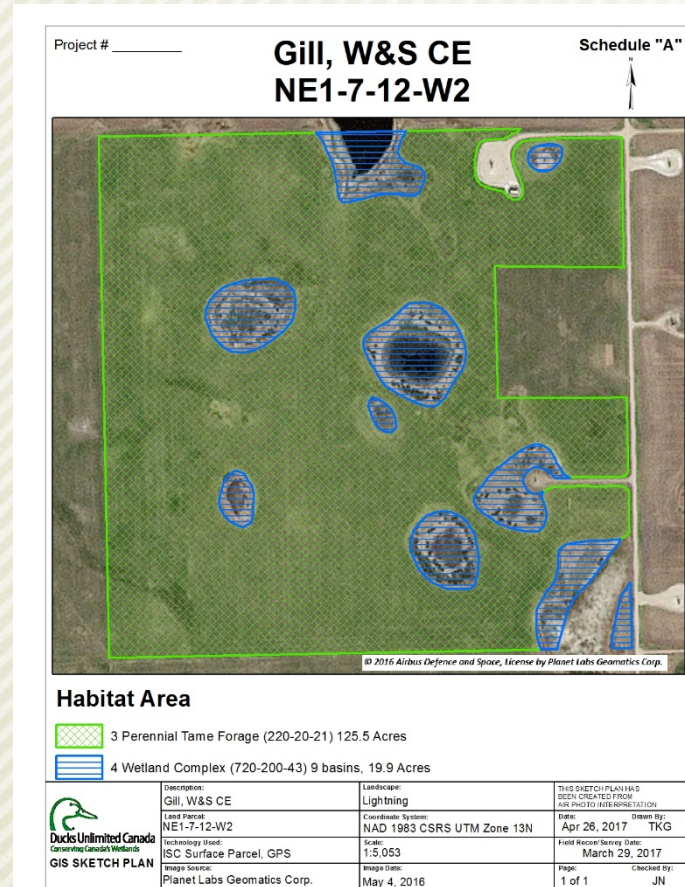 Project # ________
Gill, W&S CE
NE1-7-12-W2
Schedule "A"
N
© 2016 Airbus Defence and Space, License by Planet Labs Geomatics Corp.
Habitat Area
3 Perennial Tame Forage (220-20-21) 125.5 Acres
4 Wetland Complex (720-200-43) 9 basins, 19.9 Acres
Ducks Unlimited Canada
Conserving Canada's Wetlands
GIS SKETCH PLAN
Description:
Gill, W&S CE
Landscape:
Lightning
THIS SKETCH PLAN HAS
BEEN CREATED FROM
AIR PHOTO INTERPRETATION
Land Parcel:
NE1-7-12-W2
Coordinate System:
NAD 1983 CSRS UTM Zone 13N
Date:
Apr 26, 2017
Drawn By:
TKG
Technology Used:
ISC Surface Parcel, GPS
Scale:
1:5,053
Field Recon/Survey Date:
March 29, 2017
Image Source:
Planet Labs Geomatics Corp.
Image Date:
May 4, 2016
Page:
1 of 1
Checked By:
JN